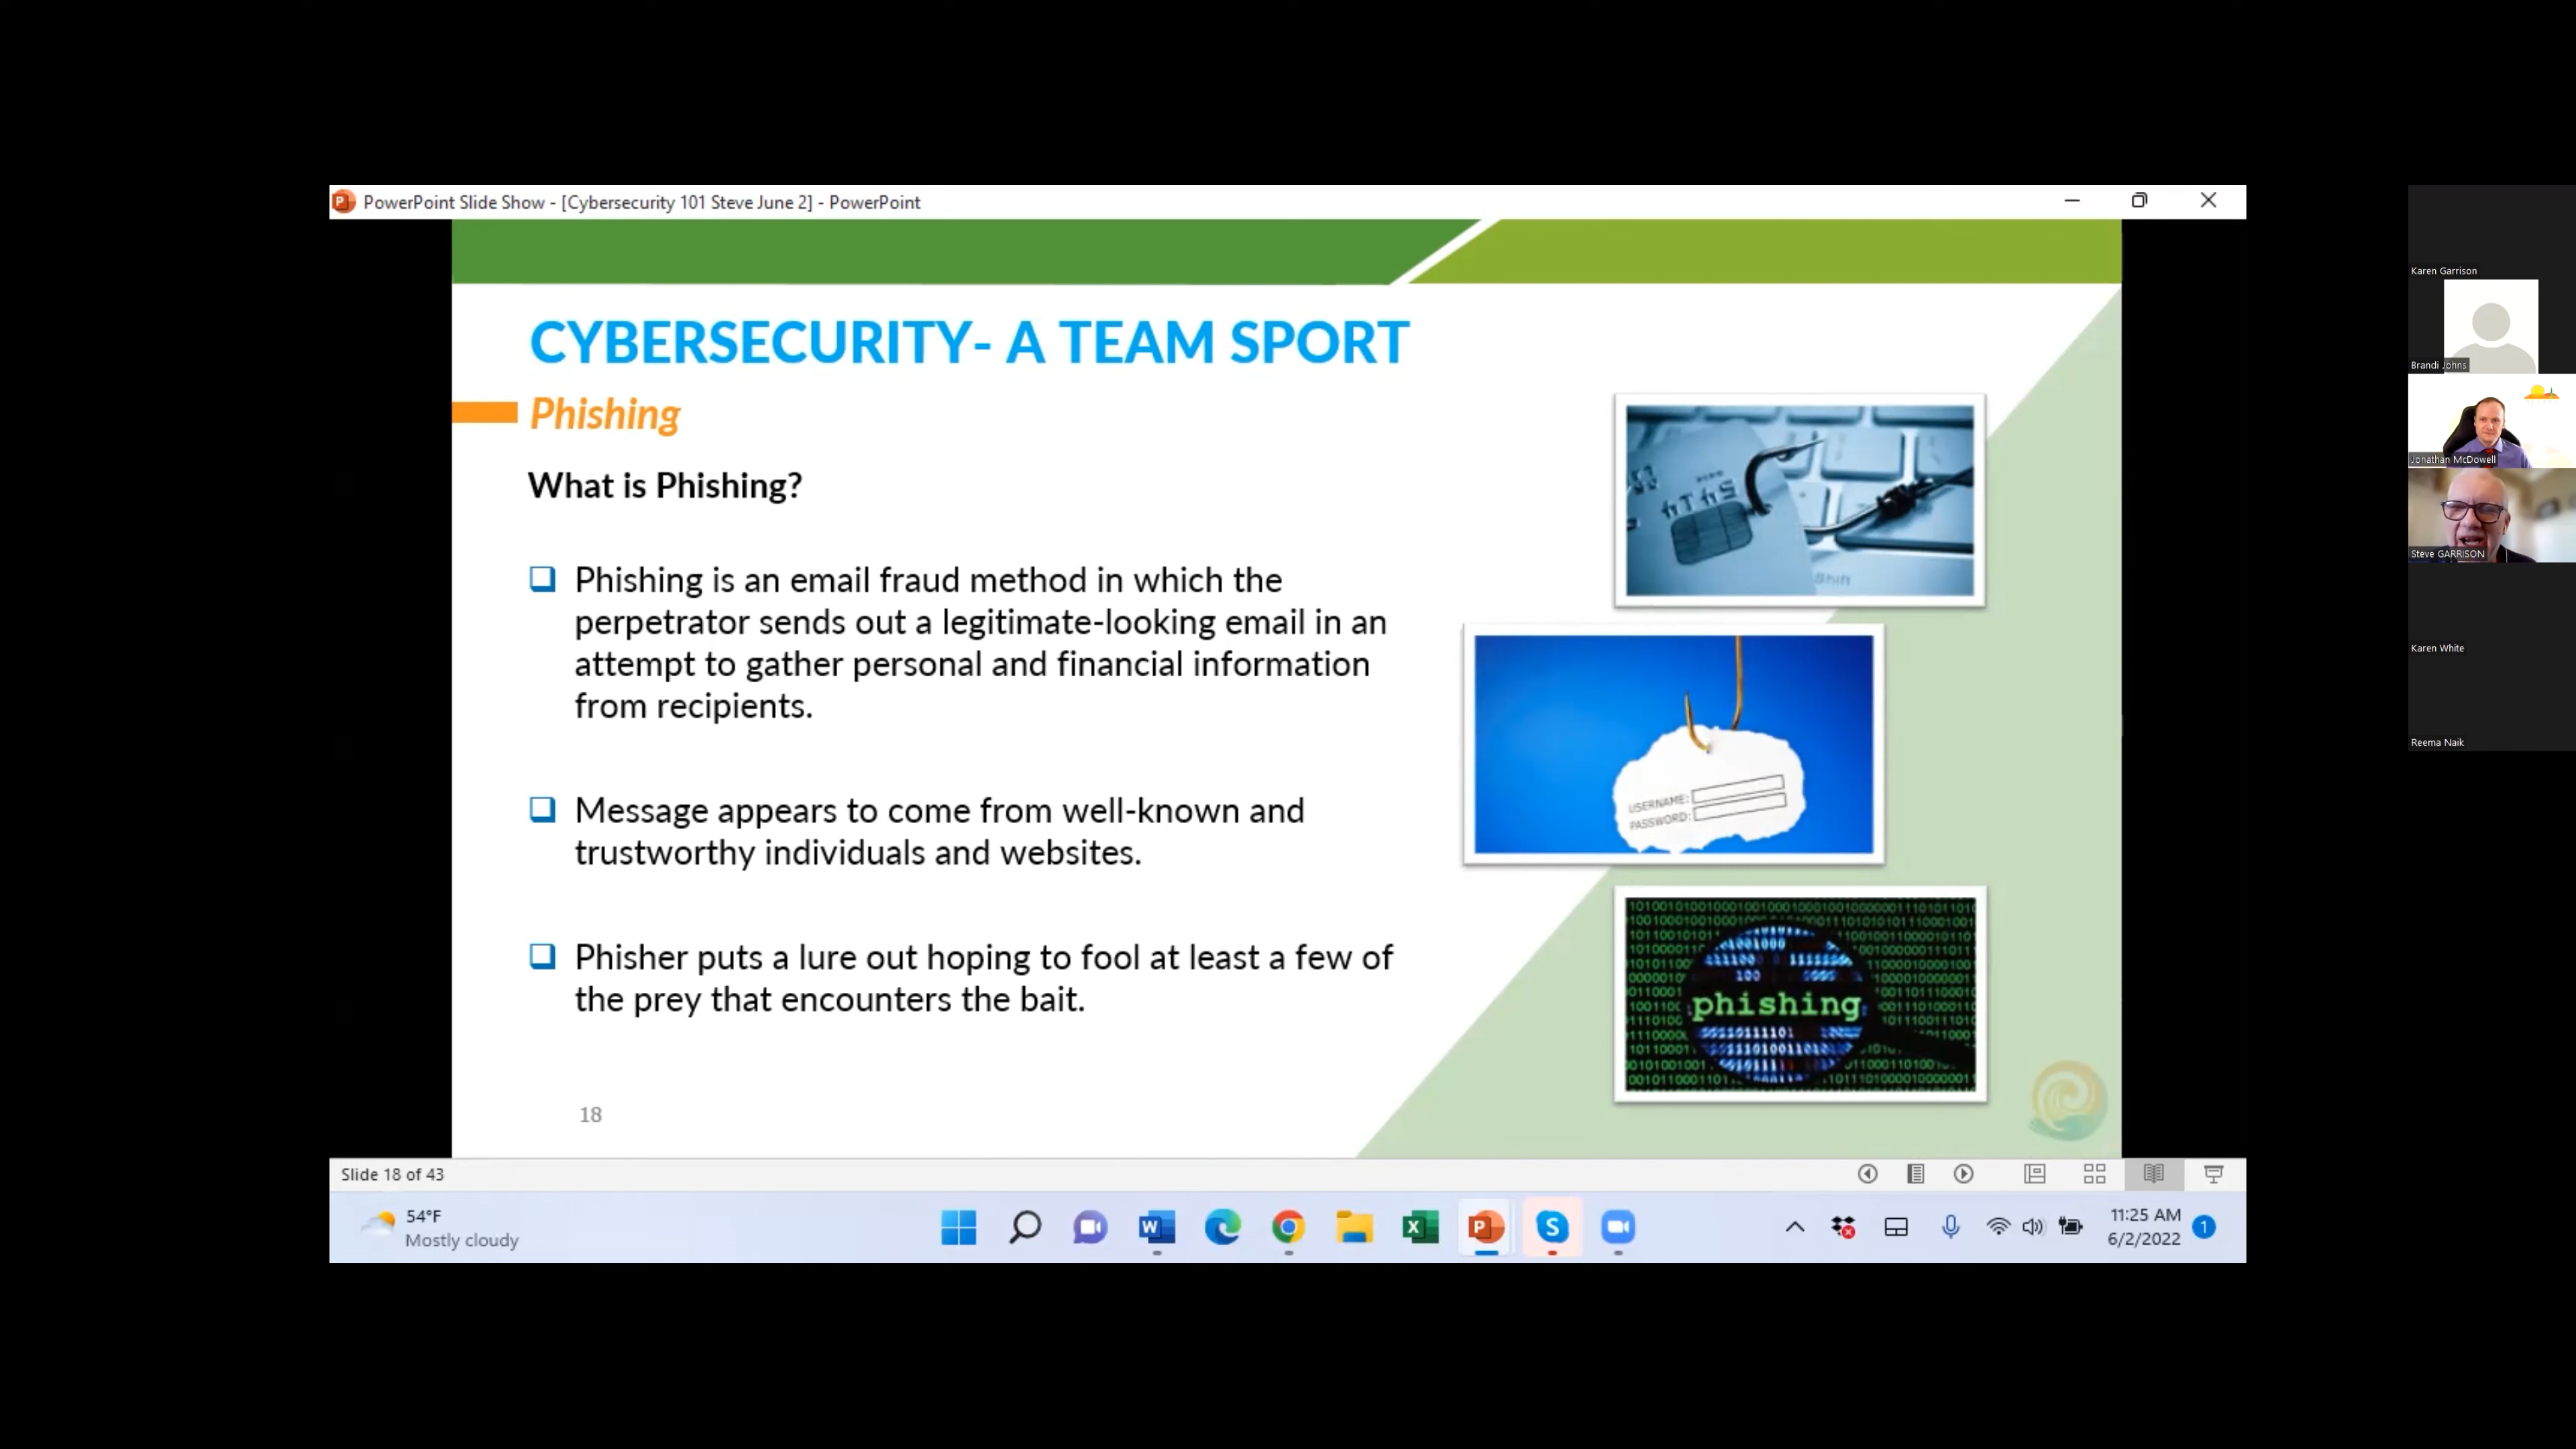 PowerPoint Slide Show - [Cybersecurity 101 Steve June 2] - PowerPoint
CYBERSECURITY- A TEAM SPORT
Phishing
What is Phishing?
Phishing is an email fraud method in which the
perpetrator sends out a legitimate-looking email in an
attempt to gather personal and financial information
from recipients.
Message appears to come from well-known and
trustworthy individuals and websites.
Phisher puts a lure out hoping to fool at least a few of
the prey that encounters the bait.
18
Shift
USERNAME:
PASSWORD:
phishing
Karen Garrison
Brandi Johns
Jonathan McDowell
Steve GARRISON
Karen White
Reema Naik
Slide 18 of 43
54°F
Mostly cloudy
11:25 AM
6/2/2022
1